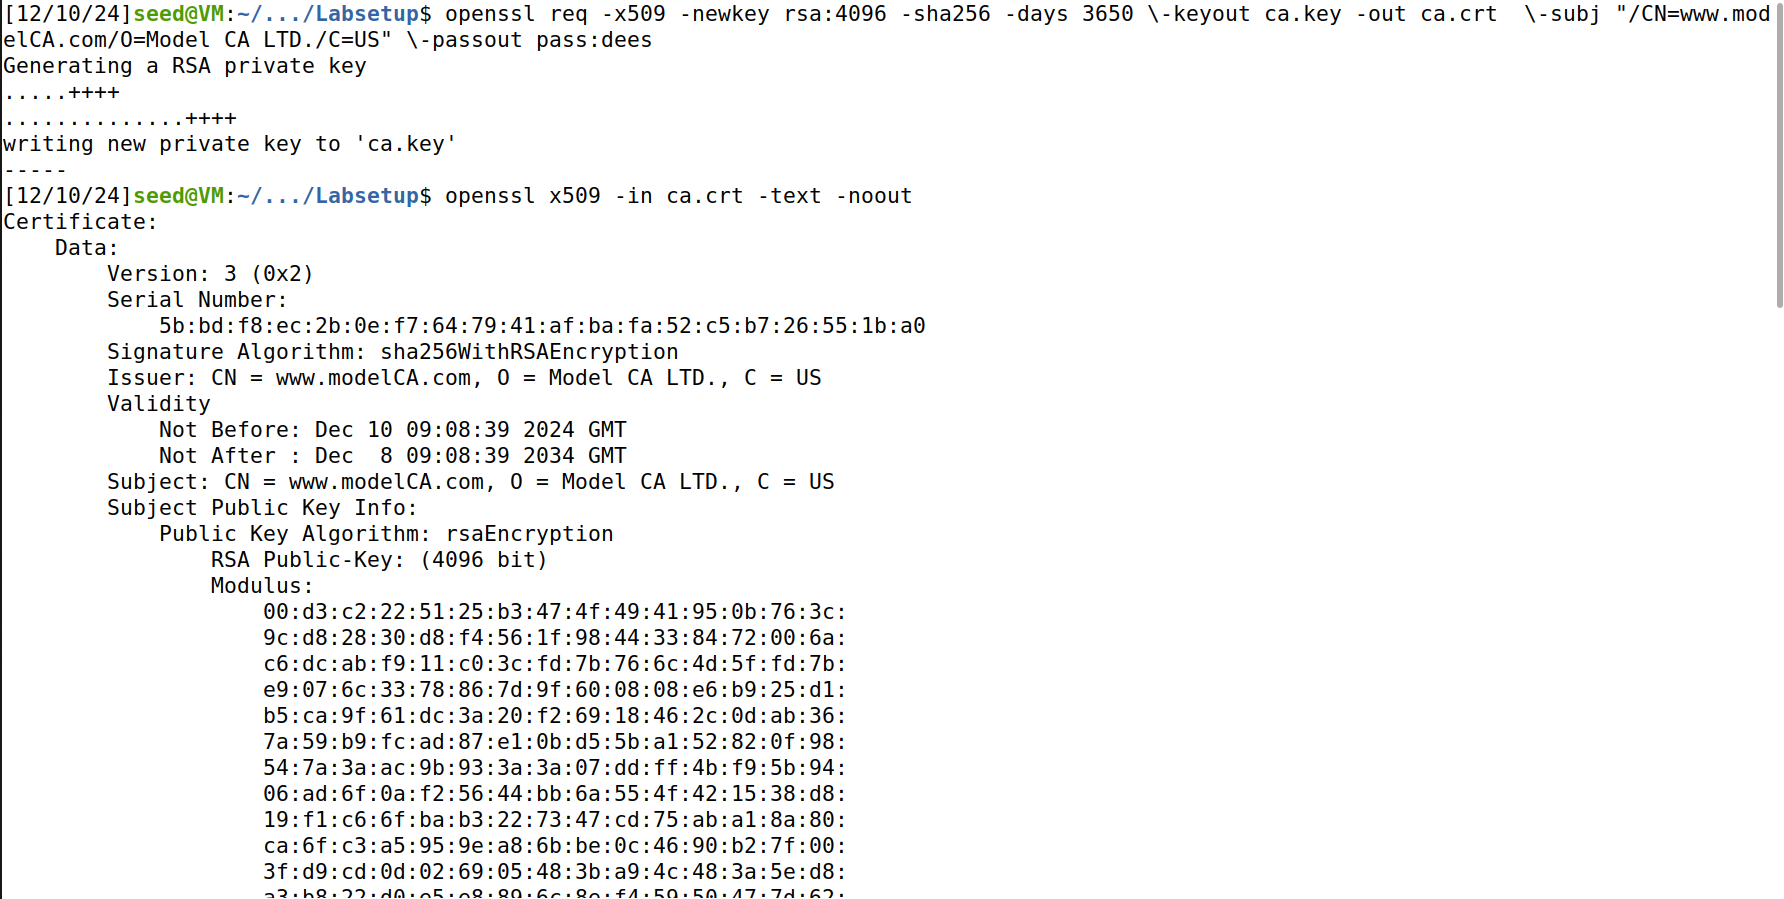 [12/10/24]seed@VM:~/.../Labsetup$ openssl req -x509 -newkey rsa:4096 -sha256 -days 3650 \-keyout ca.key -out ca.crt  \-subj "/CN=www.mod
elCA.com/O=Model CA LTD./C=US" \-passout pass:dees
Generating a RSA private key
.....++++
..............++++
writing new private key to 'ca.key'
-----
[12/10/24]seed@VM:~/.../Labsetup$ openssl x509 -in ca.crt -text -noout
Certificate:
    Data:
        Version: 3 (0x2)
        Serial Number:
            5b:bd:f8:ec:2b:0e:f7:64:79:41:af:ba:fa:52:c5:b7:26:55:1b:a0
        Signature Algorithm: sha256WithRSAEncryption
        Issuer: CN = www.modelCA.com, O = Model CA LTD., C = US
        Validity
            Not Before: Dec 10 09:08:39 2024 GMT
            Not After : Dec  8 09:08:39 2034 GMT
        Subject: CN = www.modelCA.com, O = Model CA LTD., C = US
        Subject Public Key Info:
            Public Key Algorithm: rsaEncryption
                RSA Public-Key: (4096 bit)
                Modulus:
                    00:d3:c2:22:51:25:b3:47:4f:49:41:95:0b:76:3c:
                    9c:d8:28:30:d8:f4:56:1f:98:44:33:84:72:00:6a:
                    c6:dc:ab:f9:11:c0:3c:fd:7b:76:6c:4d:5f:fd:7b:
                    e9:07:6c:33:78:86:7d:9f:60:08:08:e6:b9:25:d1:
                    b5:ca:9f:61:dc:3a:20:f2:69:18:46:2c:0d:ab:36:
                    7a:59:b9:fc:ad:87:e1:0b:d5:5b:a1:52:82:0f:98:
                    54:7a:3a:ac:9b:93:3a:3a:07:dd:ff:4b:f9:5b:94:
                    06:ad:6f:0a:f2:56:44:bb:6a:55:4f:42:15:38:d8:
                    19:f1:c6:6f:ba:b3:22:73:47:cd:75:ab:a1:8a:80:
                    ca:6f:c3:a5:95:9e:a8:6b:be:0c:46:90:b2:7f:00:
                    3f:d9:cd:0d:02:69:05:48:3b:a9:4c:48:3a:5e:d8: